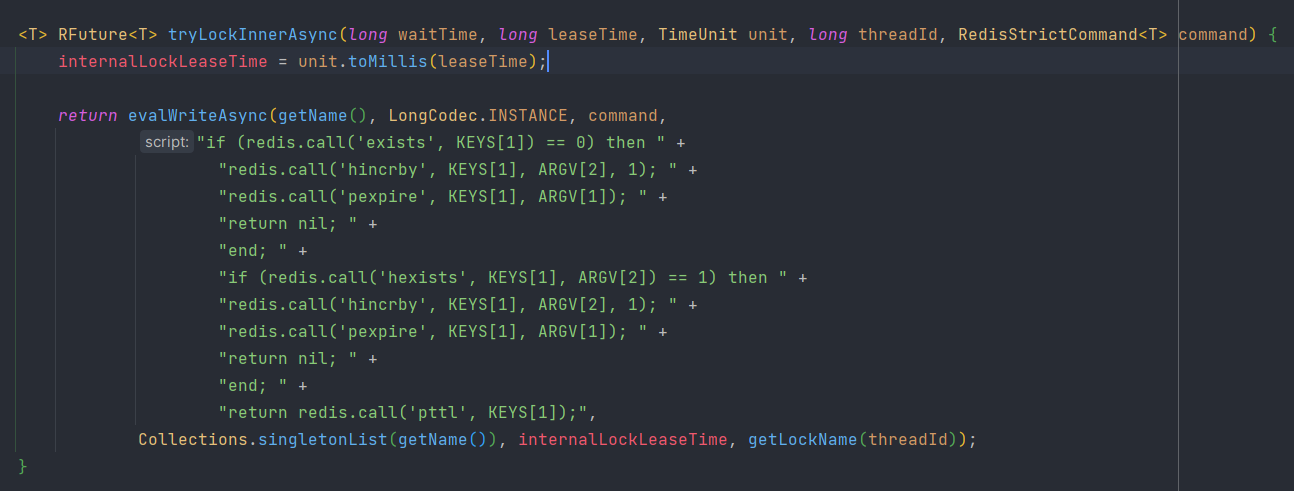 <T> RFuture<T> tryLockInnerAsync(long waitTime, long leaseTime, TimeUnit unit, long threadId, RedisStrictCommand<T> command) {
internalLockLeaseTime = unit.toMillis(leaseTime);
return evalWriteAsync(getName(), LongCodec.INSTANCE, command,
script: "if (redis.call('exists', KEYS[1]) == 0) then " +
"redis.call('hincrby', KEYS[1], ARGV[2], 1); " +
"redis.call('pexpire', KEYS[1], ARGV[1]); " +
"return nil; " +
"end; " +
"if (redis.call('hexists', KEYS[1], ARGV[2]) == 1) then " +
"redis.call('hincrby', KEYS[1], ARGV[2], 1); " +
"redis.call('pexpire', KEYS[1], ARGV[1]); " +
"return nil; " +
"end; " +
"return redis.call('pttl', KEYS[1]);",
Collections.singletonList(getName()), internalLockLeaseTime, getLockName(threadId));
}